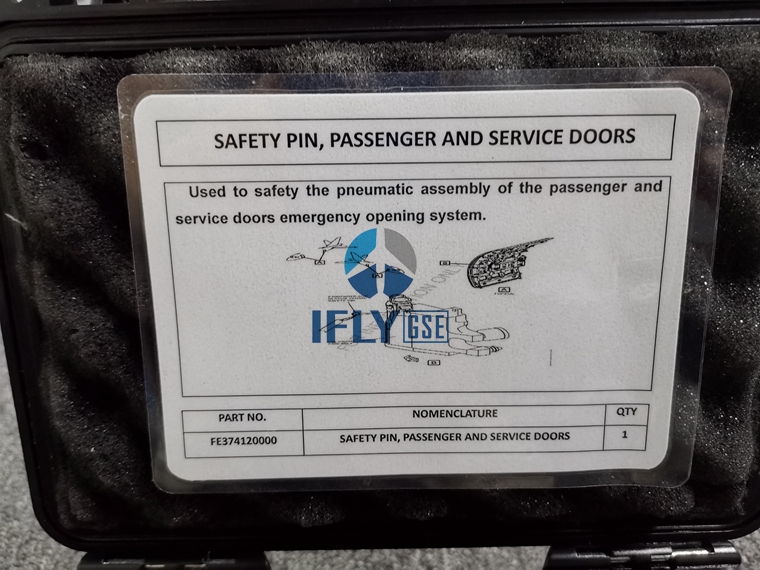 SAFETY PIN, PASSENGER AND SERVICE DOORS
Used to safety the pneumatic assembly of the passenger and
service doors emergency opening system.
IFLY GSE
PART NO. NOMENCLATURE QTY
FE374120000 SAFETY PIN, PASSENGER AND SERVICE DOORS 1